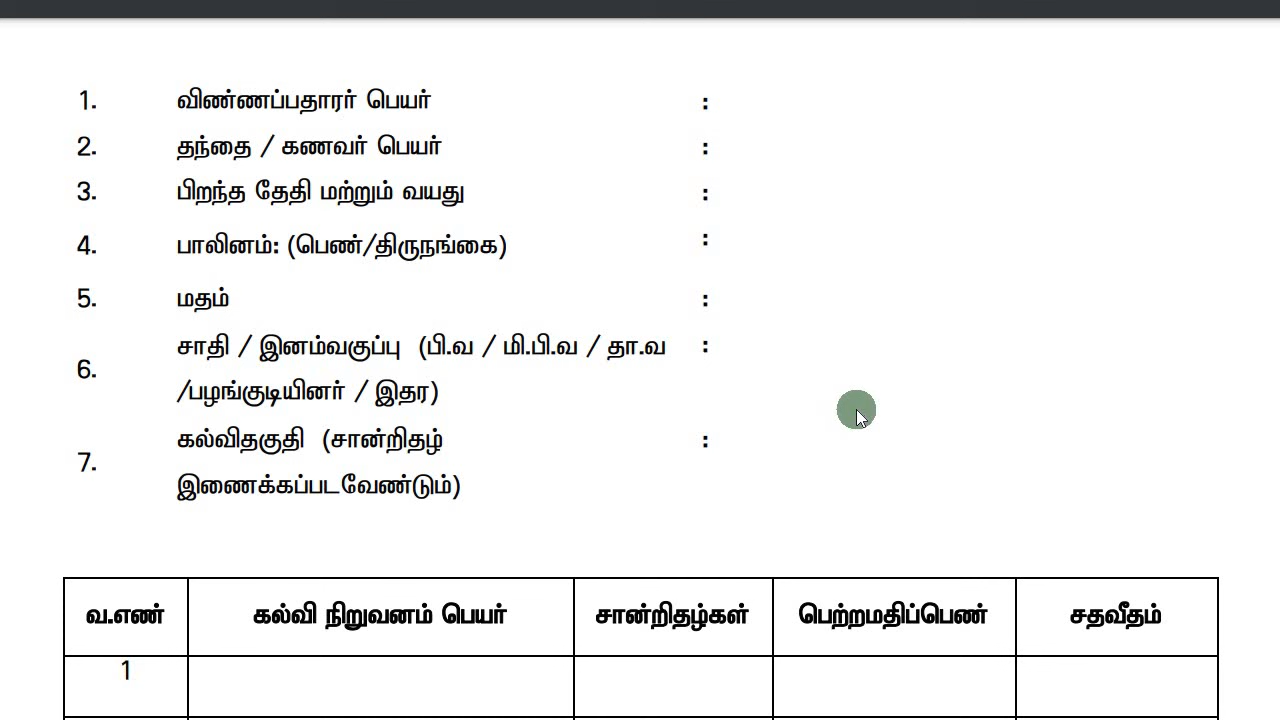 1. விண்ணப்பதாரர் பெயர் :
2. தந்தை / கணவர் பெயர் :
3. பிறந்த தேதி மற்றும் வயது :
4. பாலினம்: (பெண்/திருநங்கை) :
5. மதம் :
6. சாதி / இனம்வகுப்பு (பி.வ / மி.பி.வ / தா.வ :
/பழங்குடியினர் / இதர)
7. கல்விதகுதி (சான்றிதழ் :
இணைக்கப்படவேண்டும்)
வ.எண் கல்வி நிறுவனம் பெயர் சான்றிதழ்கள் பெற்றமதிப்பெண் சதவீதம்
1